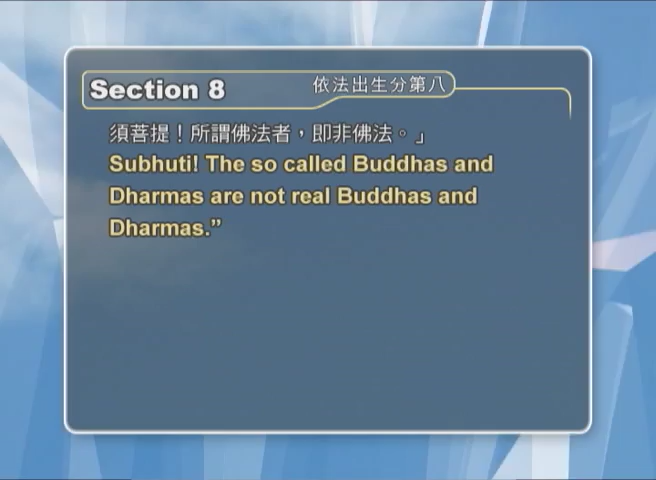 Section 8
依法出生分第八
須菩提！所謂佛法者，即非佛法。」
Subhuti! The so called Buddhas and
Dharmas are not real Buddhas and
Dharmas.”